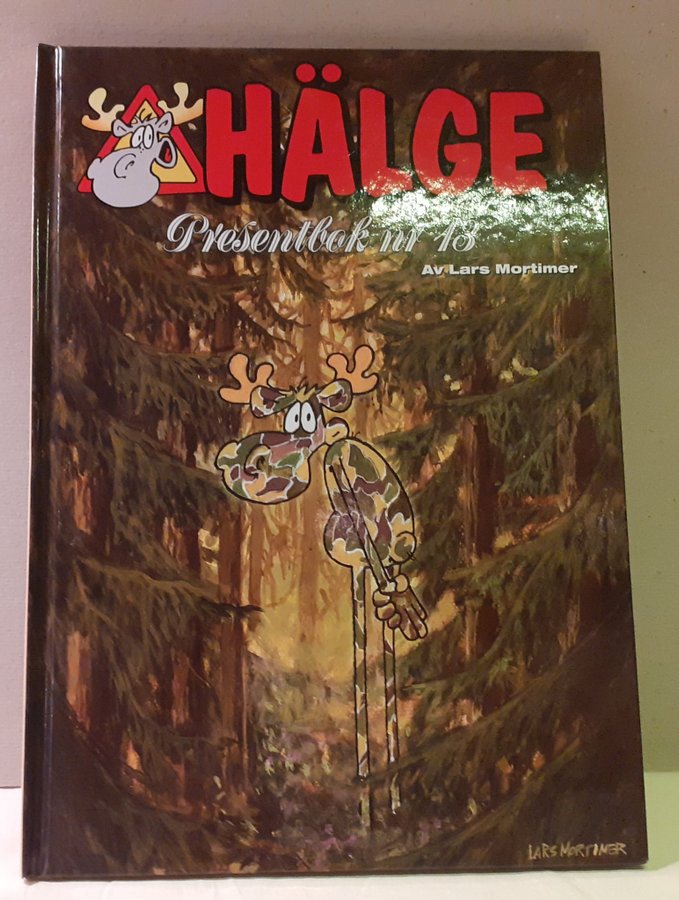 HÄLGE
Presentbok nr 13
Av Lars Mortimer
LARS MORTIMER